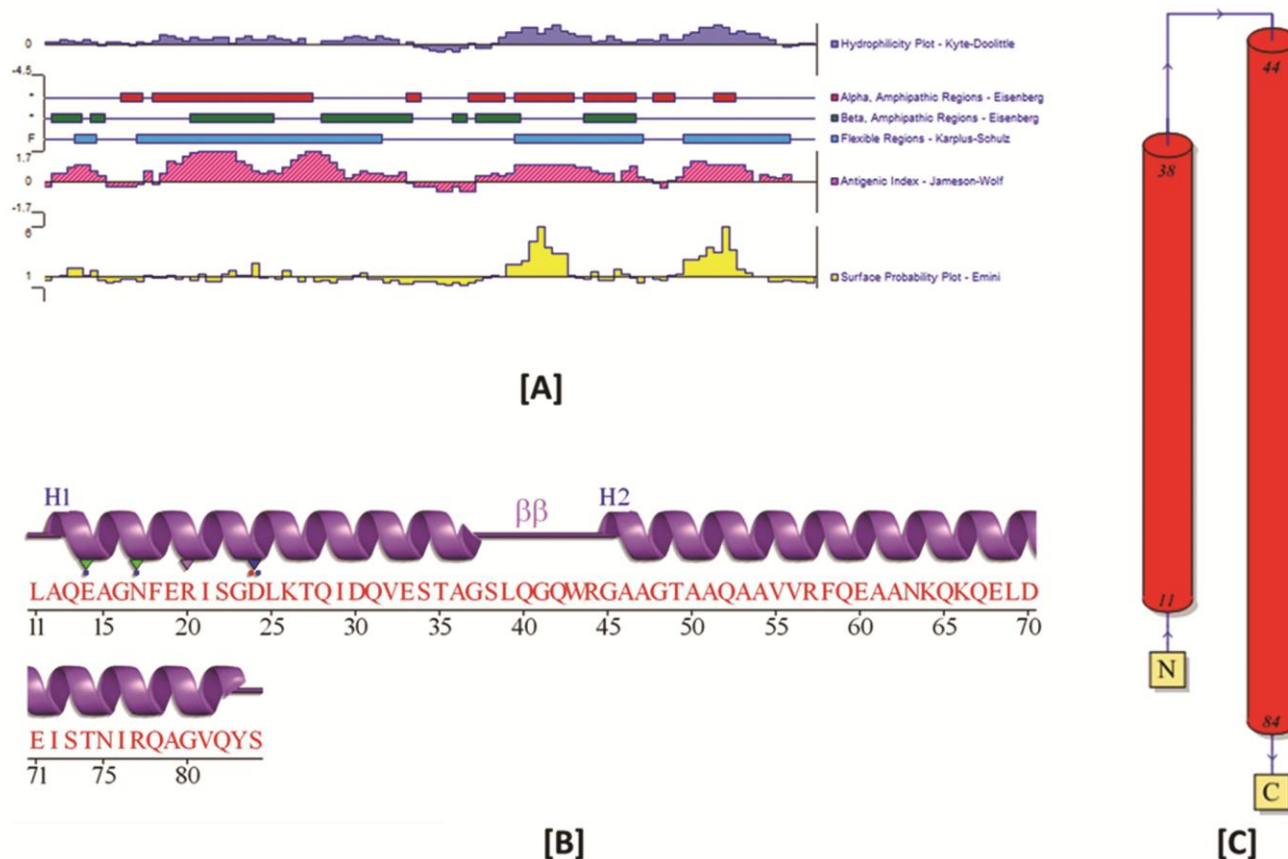 0
-4.5
Hydrophilicity Plot - Kyte-Doolittle
* Alpha, Amphipathic Regions - Eisenberg
* Beta, Amphipathic Regions - Eisenberg
F Flexible Regions - Karplus-Schulz
1.7
0
-1.7
Antigenic Index - Jameson-Wolf
6
1
Surface Probability Plot - Emini
[A]
H1 ββ H2
LAQEAGNFERISGDLKTQIDQVESTAGSLQGQWRGAAGTAAQAAVVRFQEAANKQKQELD
11 15 20 25 30 35 40 45 50 55 60 65 70
EISTNIRQAGVQYS
71 75 80
[B]
44
38
11
N
84
C
[C]